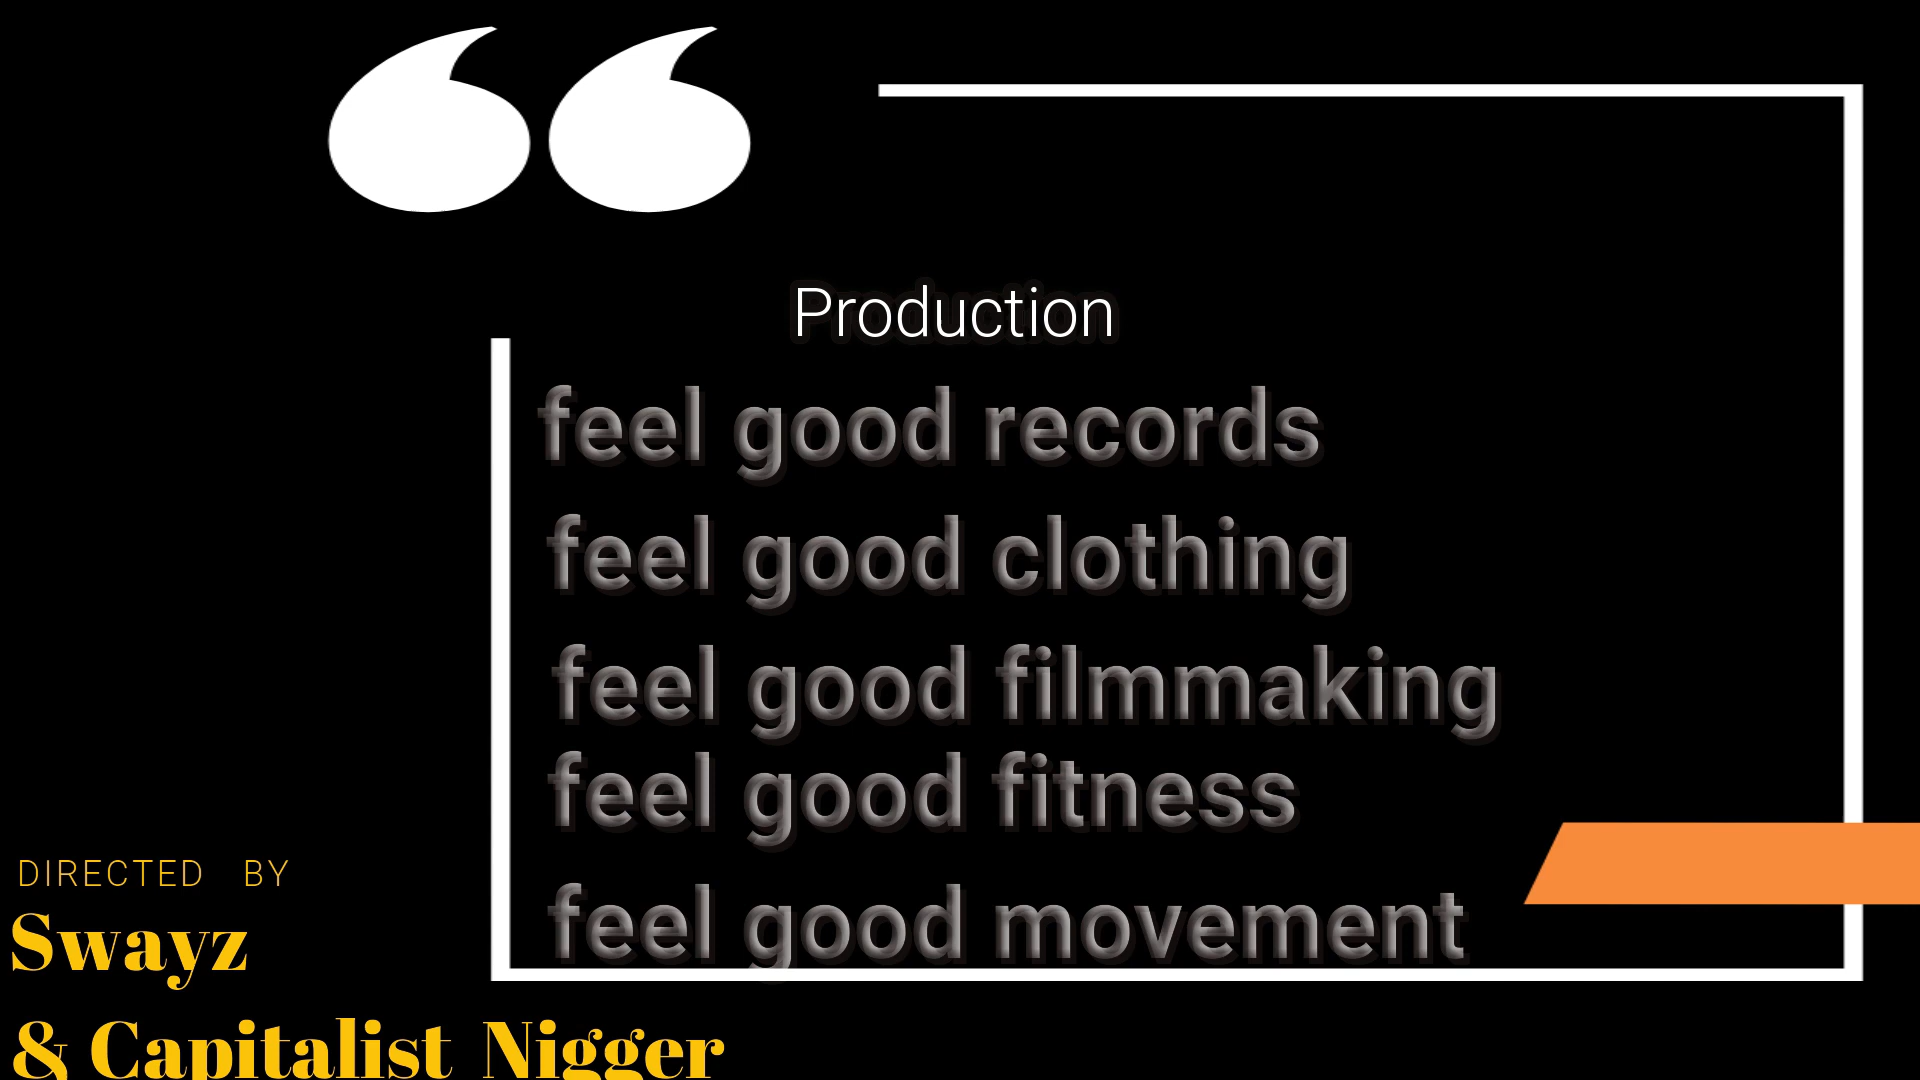 Production
feel good records
feel good clothing
feel good filmmaking
feel good fitness
feel good movement
DIRECTED BY
Swayz
& Capitalist Nigger